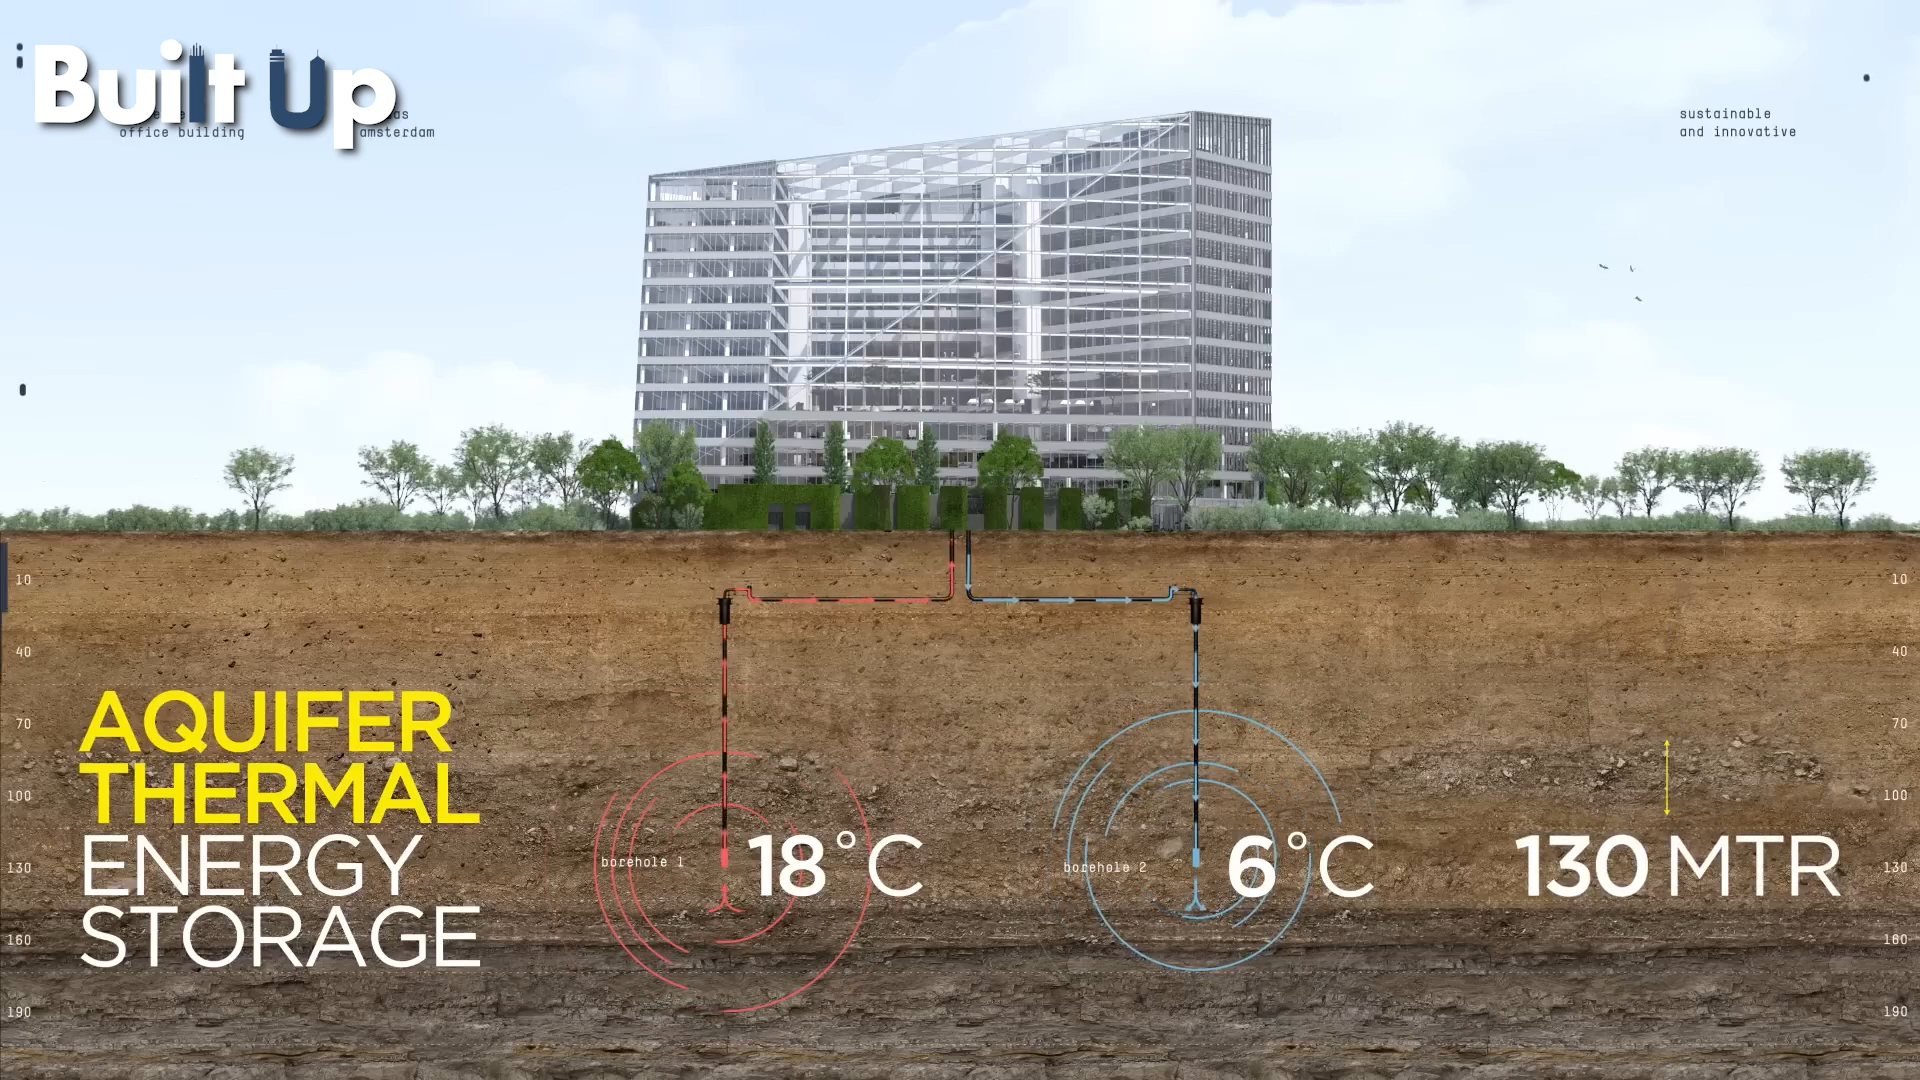 Built Up
as
office building
amsterdam
sustainable
and innovative
10
10
40
40
70
70
AQUIFER
THERMAL
ENERGY
STORAGE
100
100
borehole 1
18°C
borehole 2
6°C
130 MTR
130
130
160
160
190
190